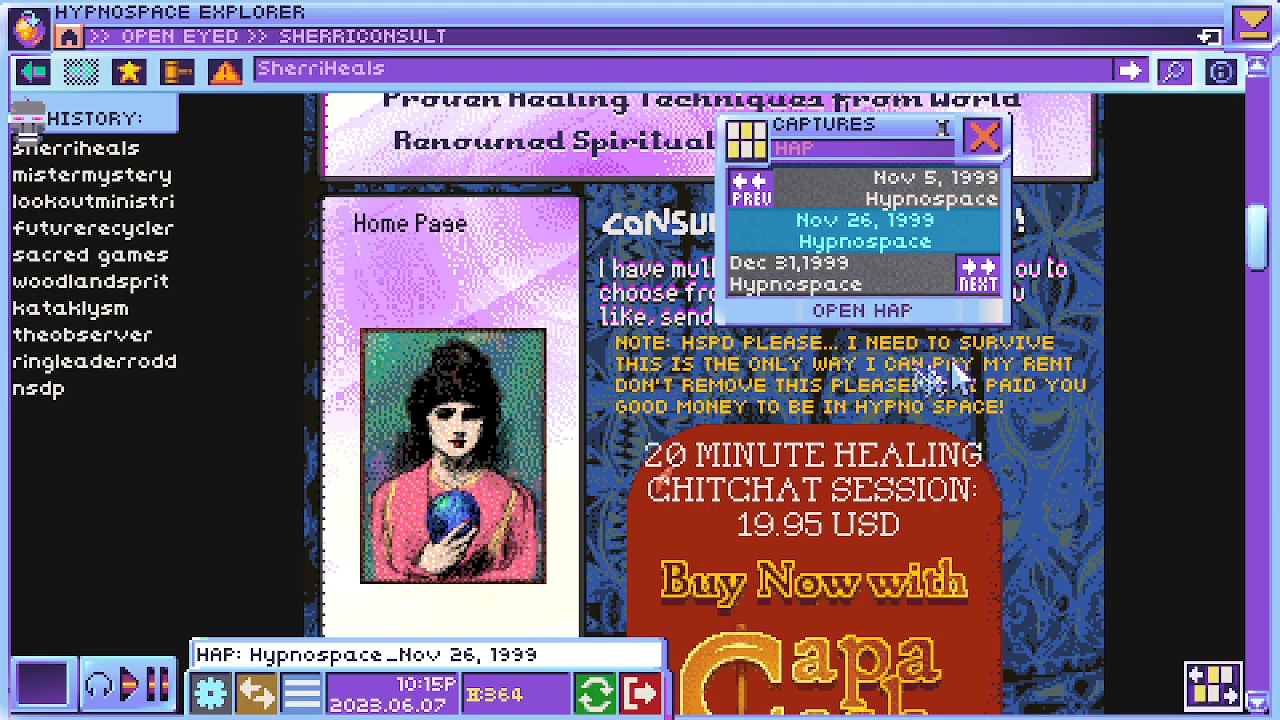 HYPNOSPACE EXPLORER
>> OPEN EYED >> SHERRICONSULT
SherriHeals
HISTORY:
sherriheals
mistermystery
lookoutministri
futurerecycler
sacred games
woodlandsprit
kataklysm
theobserver
ringleaderrodd
nsdp
Proven Healing Techniques from World
Renowned Spiritual
CAPTURES
HAP
PREV
Nov 5, 1999
Hypnospace
Nov 26, 1999
Hypnospace
Dec 31,1999
Hypnospace
NEXT
OPEN HAP
Home Page
!
I have ou to
choose
like, send
NOTE: HSPD PLEASE... I NEED TO SURVIVE
THIS IS THE ONLY WAY I CAN PAY MY RENT
DON'T REMOVE THIS PLEASE! PAID YOU
GOOD MONEY TO BE IN HYPNO SPACE!
20 MINUTE HEALING
CHITCHAT SESSION:
19.95 USD
Buy Now with
HAP: Hypnospace_Nov 26, 1999
10:15P
2023.06.07
:364